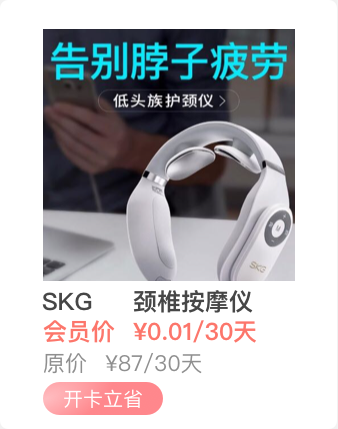 告别脖子疲劳
低头族护颈仪 >
SKG
SKG 颈椎按摩仪
会员价 ¥0.01/30天
原价 ¥87/30天
开卡立省